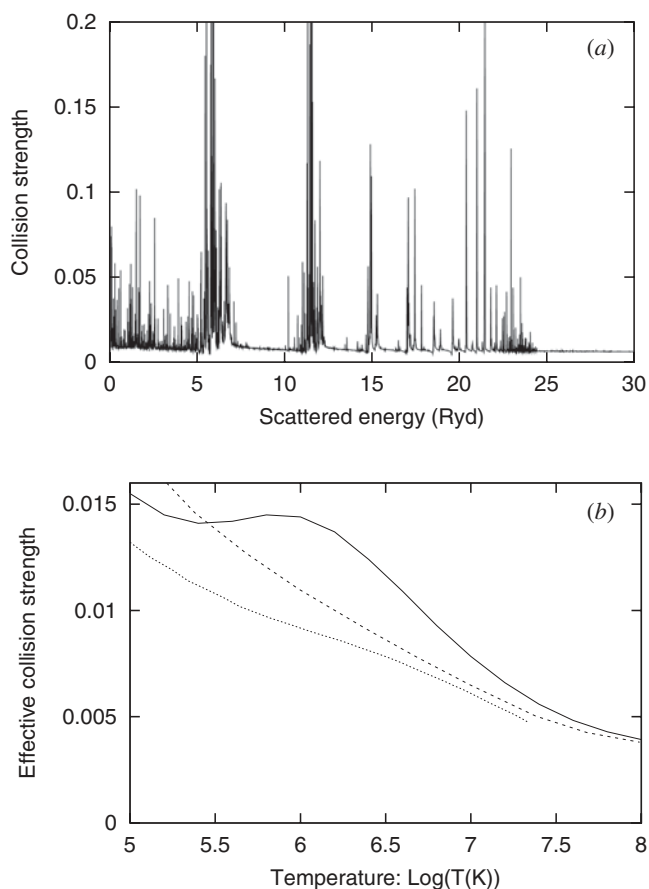 0.2
(a)
0.15
0.1
0.05
0
Collision strength
0 5 10 15 20 25 30
Scattered energy (Ryd)
(b)
0.015
0.01
0.005
0
Effective collision strength
5 5.5 6 6.5 7 7.5 8
Temperature: Log(T(K))